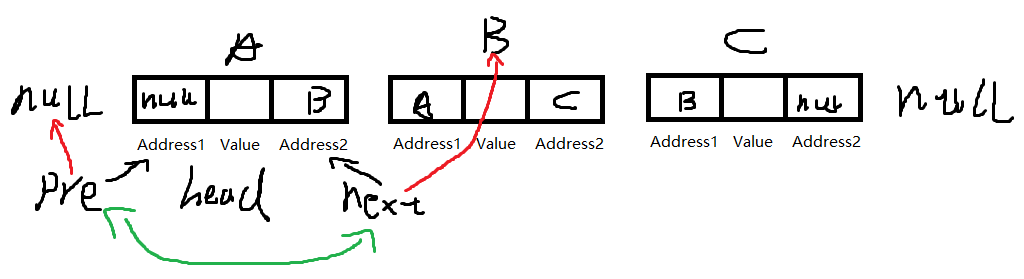 A B C
null null B A C B null null
Address1 Value Address2 Address1 Value Address2 Address1 Value Address2
Pre head next